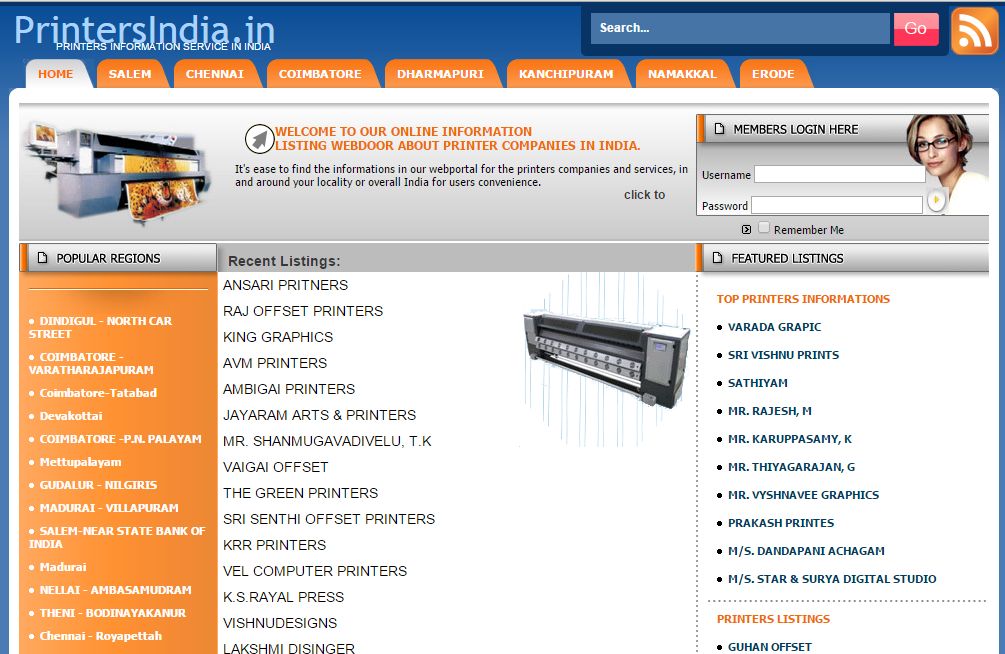 PrintersIndia.in
PRINTERS INFORMATION SERVICE IN INDIA
Search...
Go
HOME
SALEM
CHENNAI
COIMBATORE
DHARMAPURI
KANCHIPURAM
NAMAKKAL
ERODE
WELCOME TO OUR ONLINE INFORMATION
LISTING WEBDOOR ABOUT PRINTER COMPANIES IN INDIA.
It's ease to find the informations in our webportal for the printers companies and services, in
and around your locality or overall India for users convenience.
click to
MEMBERS LOGIN HERE
Username
Password
Remember Me
POPULAR REGIONS
• DINDIGUL - NORTH CAR
STREET
• COIMBATORE -
VARATHARAJAPURAM
• Coimbatore-Tatabad
• Devakottai
• COIMBATORE -P.N. PALAYAM
• Mettupalayam
• GUDALUR - NILGIRIS
• MADURAI - VILLAPURAM
• SALEM-NEAR STATE BANK OF
INDIA
• Madurai
• NELLAI - AMBASAMUDRAM
• THENI - BODINAYAKANUR
• Chennai - Royapettah
Recent Listings:
ANSARI PRITNERS
RAJ OFFSET PRINTERS
KING GRAPHICS
AVM PRINTERS
AMBIGAI PRINTERS
JAYARAM ARTS & PRINTERS
MR. SHANMUGAVADIVELU, T.K
VAIGAI OFFSET
THE GREEN PRINTERS
SRI SENTHI OFFSET PRINTERS
KRR PRINTERS
VEL COMPUTER PRINTERS
K.S.RAYAL PRESS
VISHNUDESIGNS
LAKSHMI DISINGER
FEATURED LISTINGS
TOP PRINTERS INFORMATIONS
• VARADA GRAPIC
• SRI VISHNU PRINTS
• SATHIYAM
• MR. RAJESH, M
• MR. KARUPPASAMY, K
• MR. THIYAGARAJAN, G
• MR. VYSHNAVEE GRAPHICS
• PRAKASH PRINTES
• M/S. DANDAPANI ACHAGAM
• M/S. STAR & SURYA DIGITAL STUDIO
PRINTERS LISTINGS
• GUHAN OFFSET